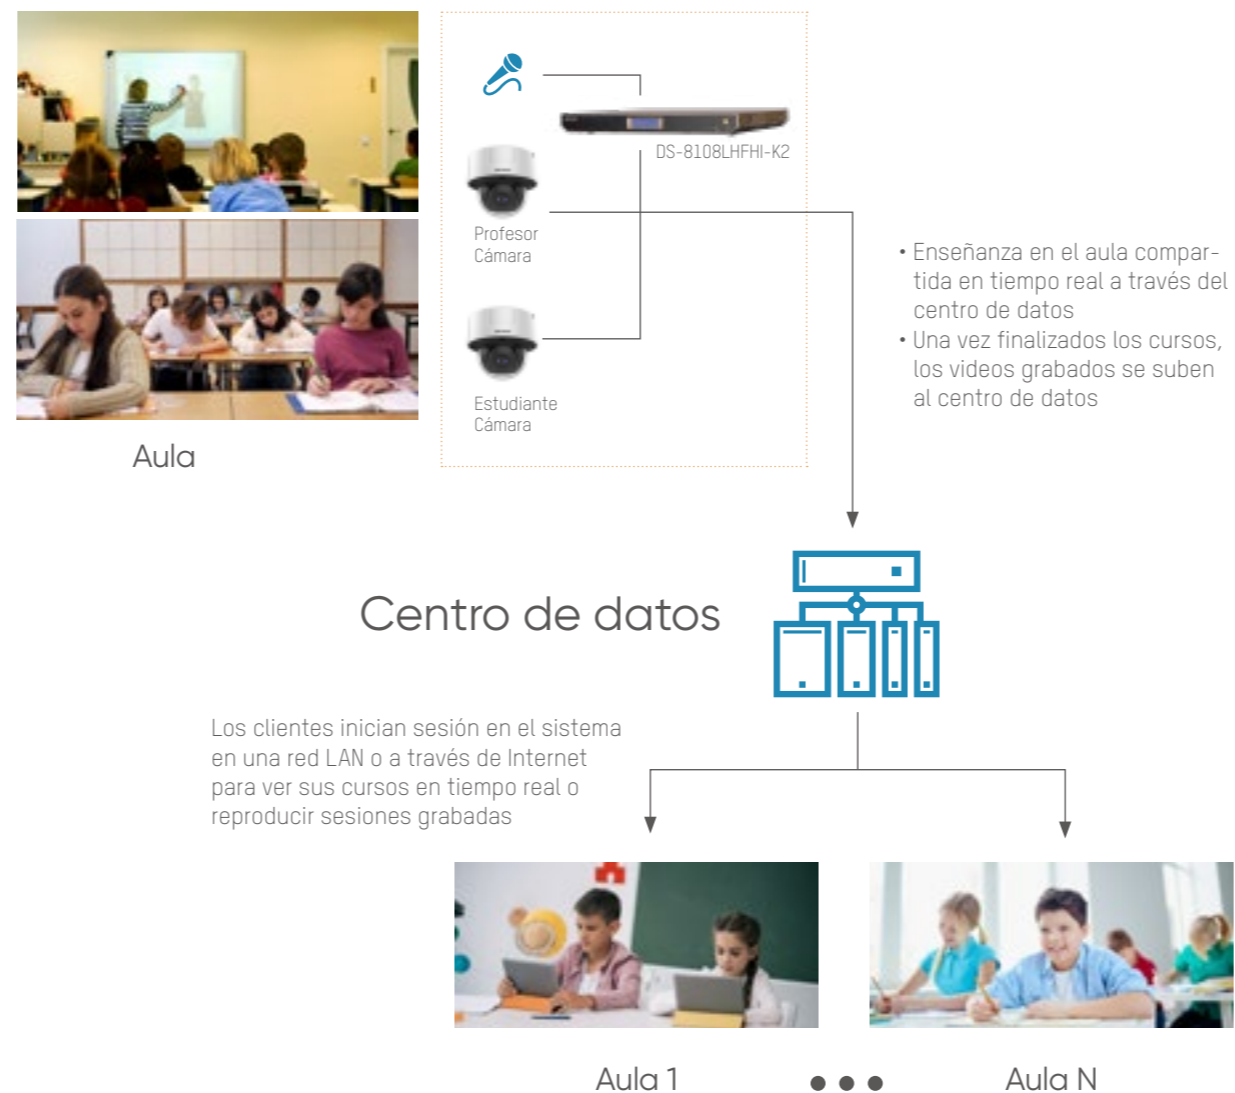 DS-8108LHFHI-K2
Profesor
Cámara
Estudiante
Cámara
Aula
• Enseñanza en el aula compar-
tida en tiempo real a través del
centro de datos
• Una vez finalizados los cursos,
los videos grabados se suben
al centro de datos
Centro de datos
Los clientes inician sesión en el sistema
en una red LAN o a través de Internet
para ver sus cursos en tiempo real o
reproducir sesiones grabadas
Aula 1
Aula N